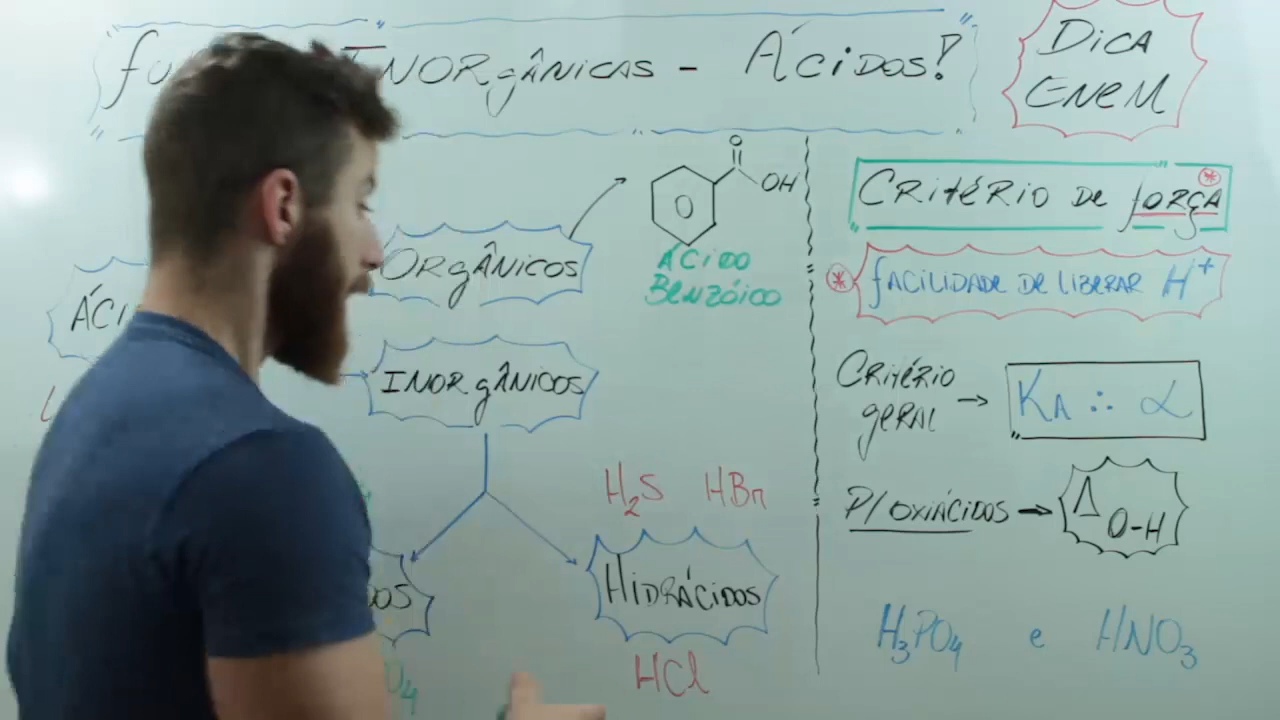 INORGÂNICAS - ÁCIDOS!
DICA
ENEM
O
OH
ORGÂNICOS
ÁCIDO
BENZÓICO
INORGÂNICOS
H₂S HBr
HIDRÁCIDOS
HCl
CRITÉRIO DE FORÇA *
* FACILIDADE DE LIBERAR H⁺
CRITÉRIO
GERAL → KA ∴ α
P/ OXIÁCIDOS → Δ O-H
H₃PO₄ e HNO₃